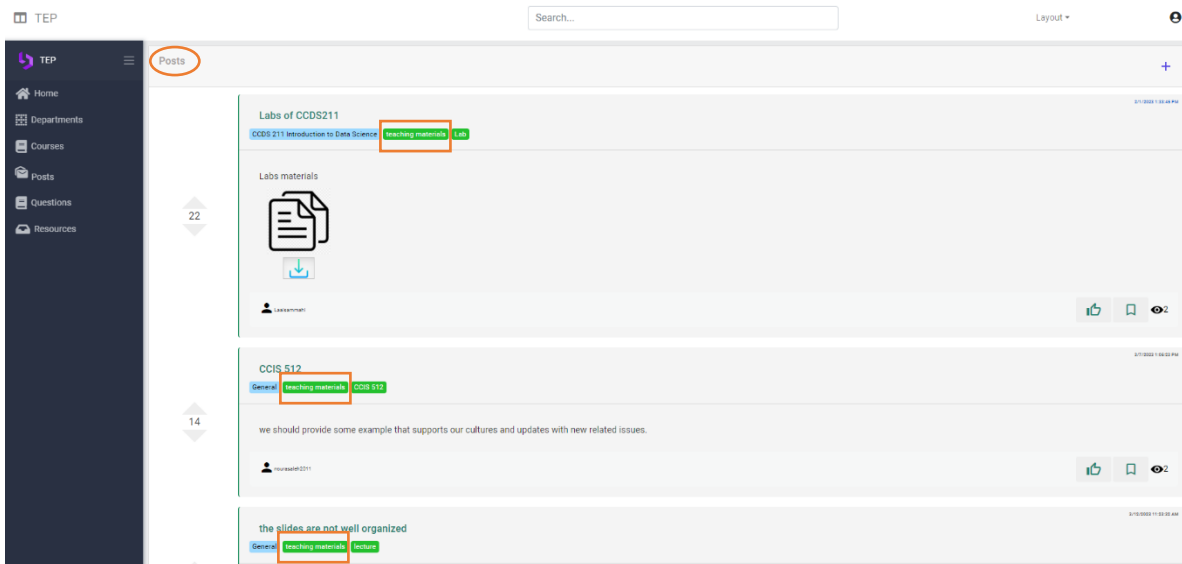 TEP
Search...
Layout
TEP
Posts
Home
Departments
Courses
Posts
Questions
Resources
Labs of CCDS211
CCDS 211 Introduction to Data Science teaching materials Lab
Labs materials
22
2
CCIS 512
General teaching materials CCIS 512
14
we should provide some example that supports our cultures and updates with new related issues.
2
the slides are not well organized
General teaching materials lecture